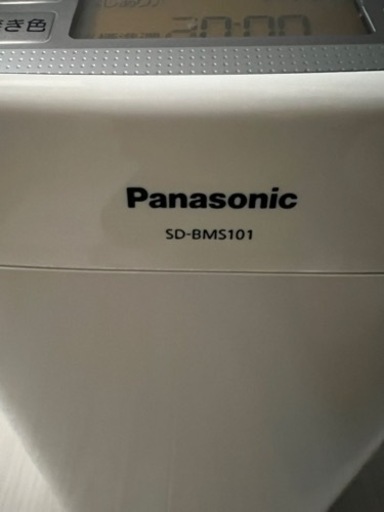 き色
20:00
Panasonic
SD-BMS101